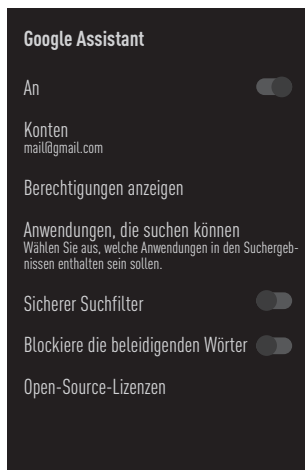 Google Assistant
An
Konten
mail@gmail.com
Berechtigungen anzeigen
Anwendungen, die suchen können
Wählen Sie aus, welche Anwendungen in den Suchergeb-
nissen enthalten sein sollen.
Sicherer Suchfilter
Blockiere die beleidigenden Wörter
Open-Source-Lizenzen